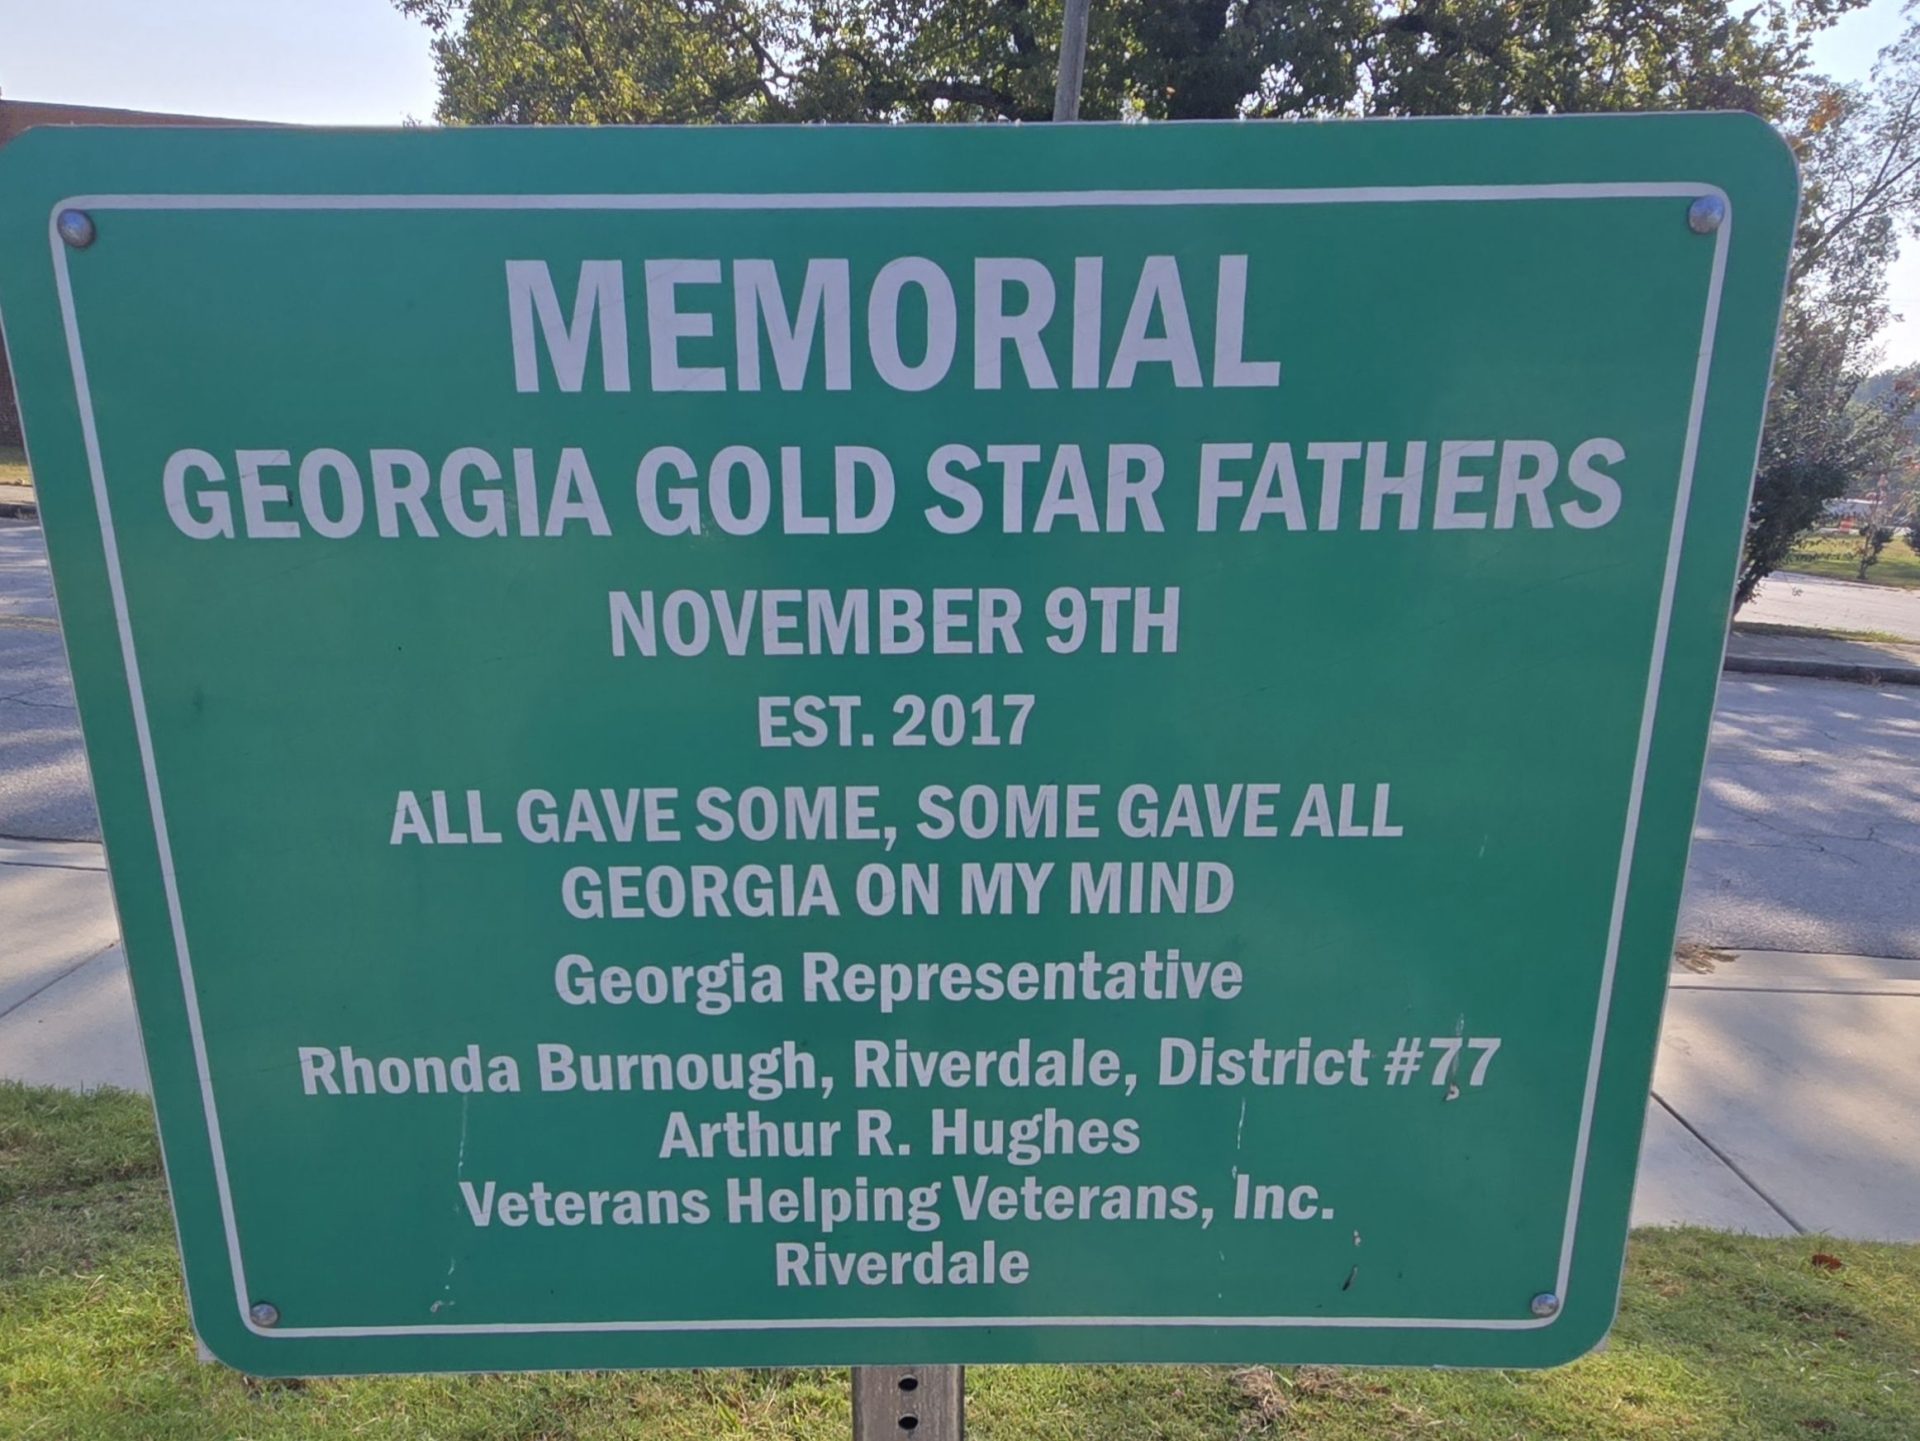 MEMORIAL
GEORGIA GOLD STAR FATHERS
NOVEMBER 9TH
EST. 2017
ALL GAVE SOME, SOME GAVE ALL
GEORGIA ON MY MIND
Georgia Representative
Rhonda Burnough, Riverdale, District #77
Arthur R. Hughes
Veterans Helping Veterans, Inc.
Riverdale